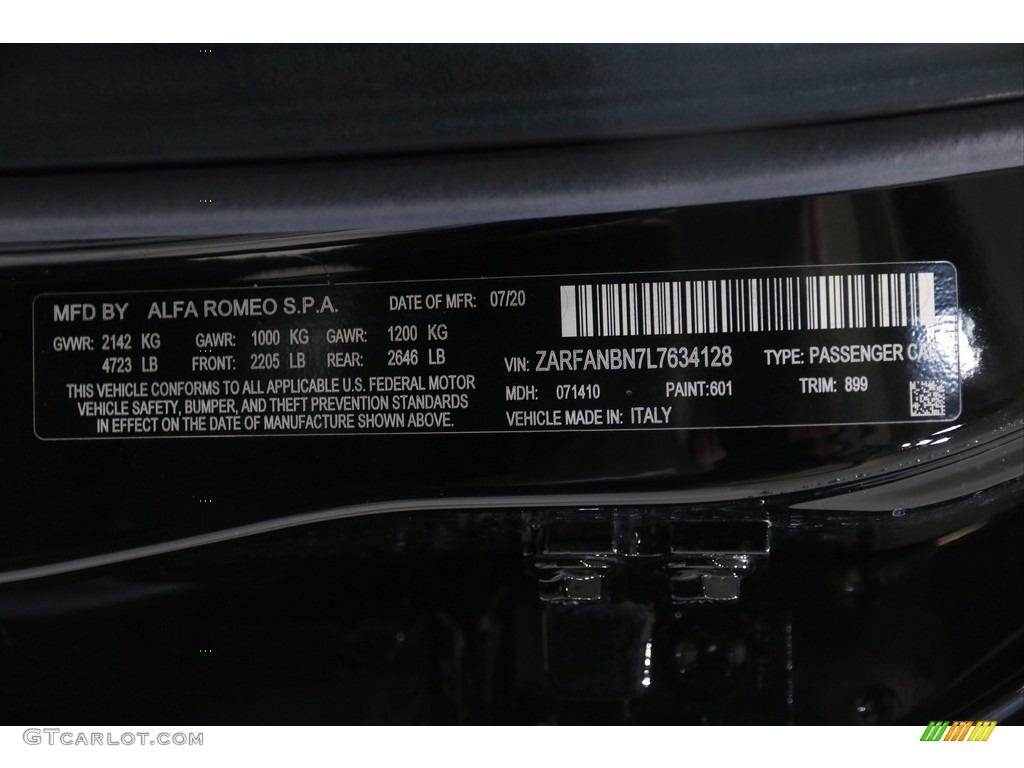 MFD BY ALFA ROMEO S.P.A. DATE OF MFR: 07/20
GVWR: 2142 KG GAWR: 1000 KG GAWR: 1200 KG
4723 LB FRONT: 2205 LB REAR: 2646 LB
THIS VEHICLE CONFORMS TO ALL APPLICABLE U.S. FEDERAL MOTOR
VEHICLE SAFETY, BUMPER, AND THEFT PREVENTION STANDARDS
IN EFFECT ON THE DATE OF MANUFACTURE SHOWN ABOVE.
VIN: ZARFANBN7L7634128 TYPE: PASSENGER CAR
MDH: 071410 PAINT:601 TRIM: 899
VEHICLE MADE IN: ITALY
GTCARLOT.COM